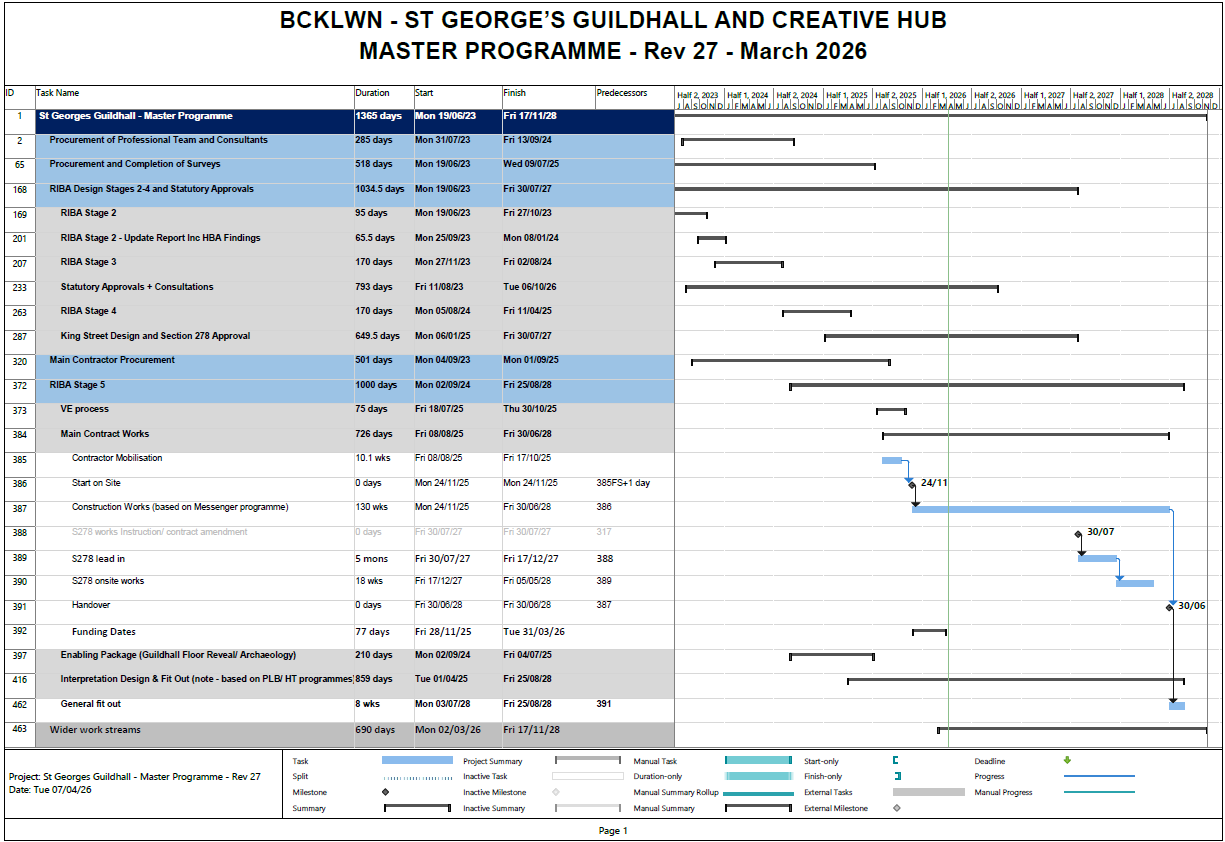 BCKLWN - ST GEORGE’S GUILDHALL AND CREATIVE HUB
MASTER PROGRAMME - Rev 27 - March 2026
ID Task Name Duration Start Finish Predecessors
Half 2, 2023 Half 1, 2024 Half 2, 2024 Half 1, 2025 Half 2, 2025 Half 1, 2026 Half 2, 2026 Half 1, 2027 Half 2, 2027 Half 1, 2028 Half 2, 2028
J A S O N D J F M A M J J A S O N D J F M A M J J A S O N D J F M A M J J A S O N D J F M A M J J A S O N D J F M A M J J A S O N D
1 St Georges Guildhall - Master Programme 1365 days Mon 19/06/23 Fri 17/11/28
2 Procurement of Professional Team and Consultants 285 days Mon 31/07/23 Fri 13/09/24
65 Procurement and Completion of Surveys 518 days Mon 19/06/23 Wed 09/07/25
168 RIBA Design Stages 2-4 and Statutory Approvals 1034.5 days Mon 19/06/23 Fri 30/07/27
169 RIBA Stage 2 95 days Mon 19/06/23 Fri 27/10/23
201 RIBA Stage 2 - Update Report Inc HBA Findings 65.5 days Mon 25/09/23 Mon 08/01/24
207 RIBA Stage 3 170 days Mon 27/11/23 Fri 02/08/24
233 Statutory Approvals + Consultations 793 days Fri 11/08/23 Tue 06/10/26
263 RIBA Stage 4 170 days Mon 05/08/24 Fri 11/04/25
287 King Street Design and Section 278 Approval 649.5 days Mon 06/01/25 Fri 30/07/27
320 Main Contractor Procurement 501 days Mon 04/09/23 Mon 01/09/25
372 RIBA Stage 5 1000 days Mon 02/09/24 Fri 25/08/28
373 VE process 75 days Fri 18/07/25 Thu 30/10/25
384 Main Contract Works 726 days Fri 08/08/25 Fri 30/06/28
385 Contractor Mobilisation 10.1 wks Fri 08/08/25 Fri 17/10/25
386 Start on Site 0 days Mon 24/11/25 Mon 24/11/25 385FS+1 day 24/11
387 Construction Works (based on Messenger programme) 130 wks Mon 24/11/25 Fri 30/06/28 386
388 S278 works Instruction/ contract amendment 0 days Fri 30/07/27 Fri 30/07/27 317 30/07
389 S278 lead in 5 mons Fri 30/07/27 Fri 17/12/27 388
390 S278 onsite works 18 wks Fri 17/12/27 Fri 05/05/28 389
391 Handover 0 days Fri 30/06/28 Fri 30/06/28 387 30/06
392 Funding Dates 77 days Fri 28/11/25 Tue 31/03/26
397 Enabling Package (Guildhall Floor Reveal/ Archaeology) 210 days Mon 02/09/24 Fri 04/07/25
416 Interpretation Design & Fit Out (note - based on PLB/ HT programmes) 859 days Tue 01/04/25 Fri 25/08/28
462 General fit out 8 wks Mon 03/07/28 Fri 25/08/28 391
463 Wider work streams 690 days Mon 02/03/26 Fri 17/11/28
Project: St Georges Guildhall - Master Programme - Rev 27
Date: Tue 07/04/26
Task Project Summary Manual Task Start-only Deadline
Split Inactive Task Duration-only Finish-only Progress
Milestone Inactive Milestone Manual Summary Rollup External Tasks Manual Progress
Summary Inactive Summary Manual Summary External Milestone
Page 1